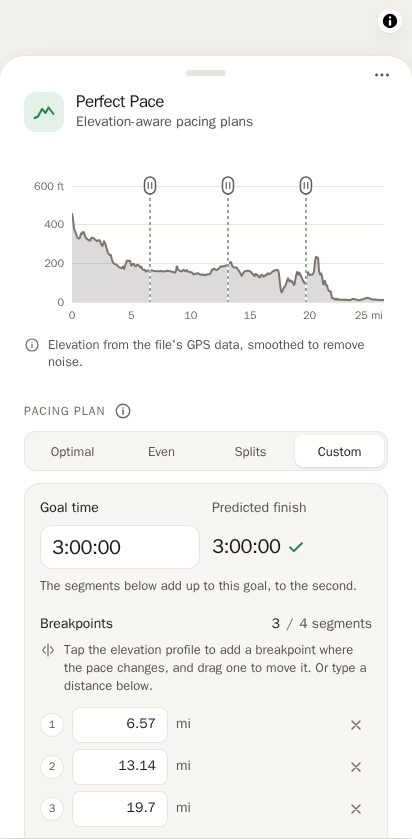 Perfect Pace
Elevation-aware pacing plans
600 ft
400
200
0
0 5 10 15 20 25 mi
Elevation from the file's GPS data, smoothed to remove
noise.
PACING PLAN
Optimal Even Splits Custom
Goal time Predicted finish
3:00:00 3:00:00
The segments below add up to this goal, to the second.
Breakpoints 3 / 4 segments
Tap the elevation profile to add a breakpoint where
the pace changes, and drag one to move it. Or type a
distance below.
1 6.57 mi
2 13.14 mi
3 19.7 mi